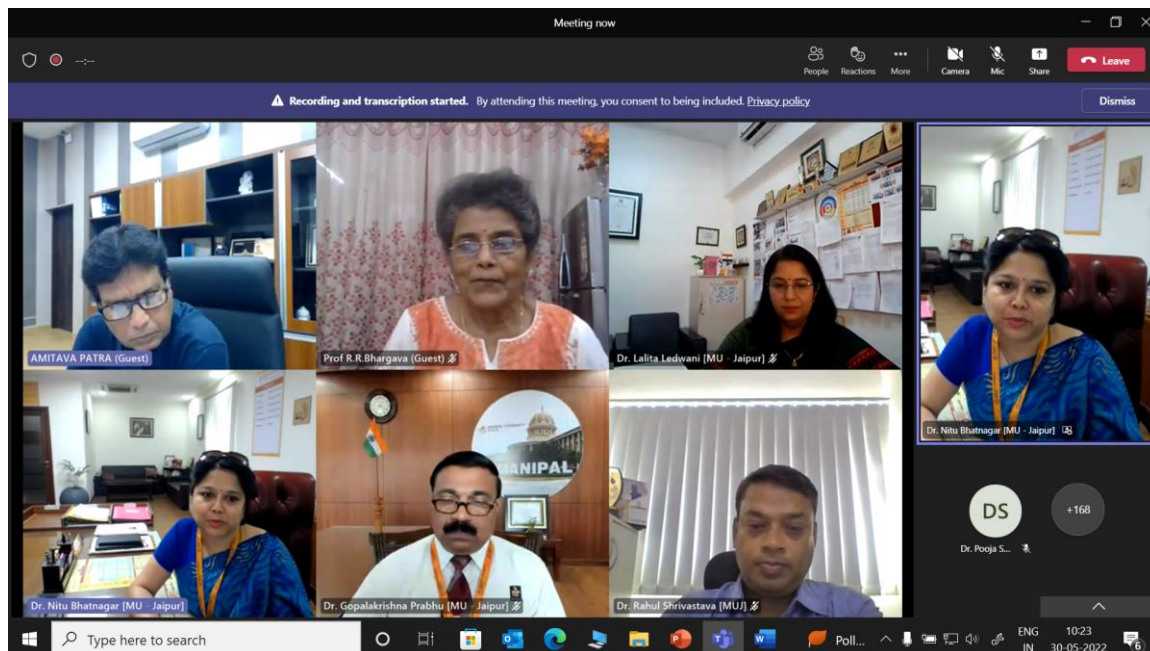 Meeting now
--:--
People
Reactions
More
Camera
Mic
Share
Leave
Recording and transcription started. By attending this meeting, you consent to being included. Privacy policy
Dismiss
AMITAVA PATRA (Guest)
Prof R.R.Bhargava (Guest)
Dr. Lalita Ledwani [MU - Jaipur]
Dr. Nitu Bhatnagar [MU - Jaipur]
Dr. Nitu Bhatnagar [MU - Jaipur]
ANIPAL
Dr. Gopalakrishna Prabhu [MU - Jaipur]
Dr. Rahul Shrivastava [MUJ]
DS
Dr. Pooja S...
+168
Type here to search
Poll...
ENG
IN
10:23
30-05-2022
6